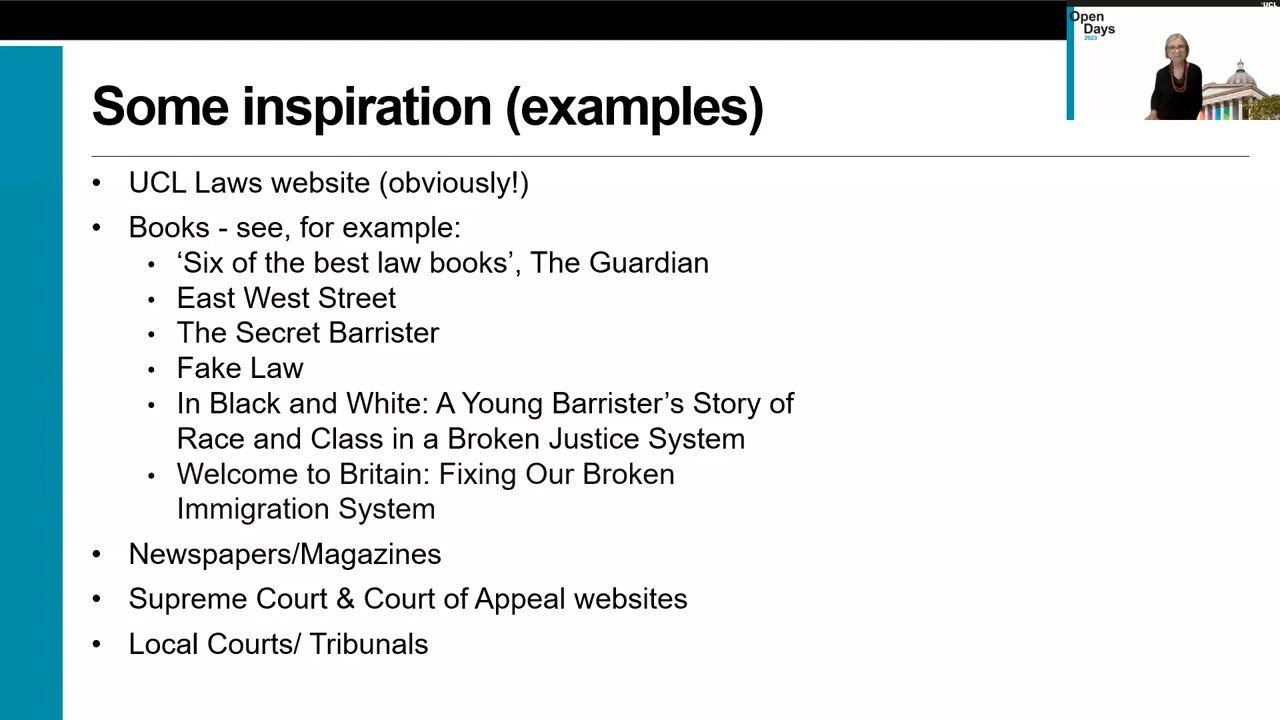 UCL
Open
Days
2023
Some inspiration (examples)
• UCL Laws website (obviously!)
• Books - see, for example:
• ‘Six of the best law books’, The Guardian
• East West Street
• The Secret Barrister
• Fake Law
• In Black and White: A Young Barrister’s Story of
Race and Class in a Broken Justice System
• Welcome to Britain: Fixing Our Broken
Immigration System
• Newspapers/Magazines
• Supreme Court & Court of Appeal websites
• Local Courts/ Tribunals